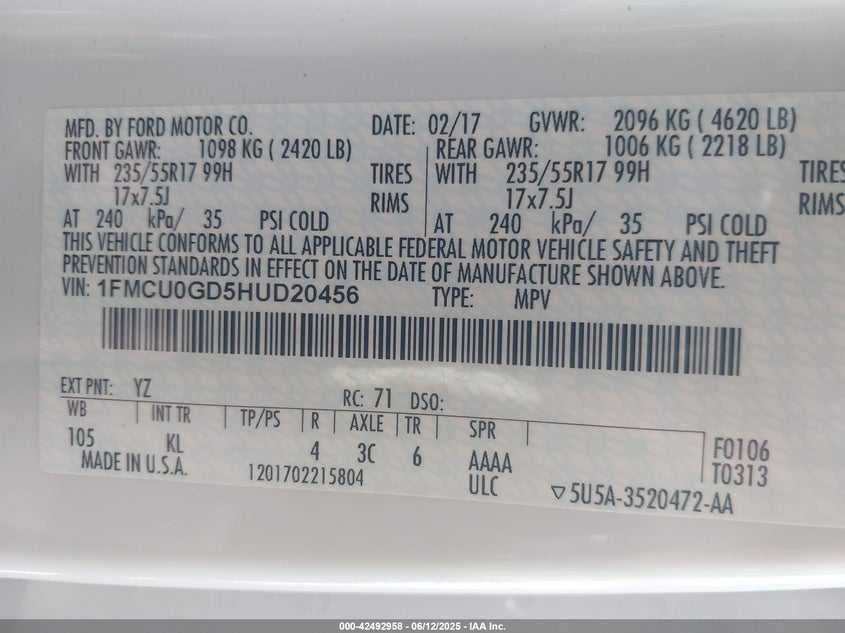 MFD. BY FORD MOTOR CO. DATE: 02/17 GVWR: 2096 KG ( 4620 LB)
FRONT GAWR: 1098 KG ( 2420 LB) REAR GAWR: 1006 KG ( 2218 LB)
WITH 235/55R17 99H TIRES WITH 235/55R17 99H TIRES
17x7.5J RIMS 17x7.5J RIMS
AT 240 kPa/ 35 PSI COLD AT 240 kPa/ 35 PSI COLD
THIS VEHICLE CONFORMS TO ALL APPLICABLE FEDERAL MOTOR VEHICLE SAFETY AND THEFT
PREVENTION STANDARDS IN EFFECT ON THE DATE OF MANUFACTURE SHOWN ABOVE.
VIN: 1FMCU0GD5HUD20456 TYPE: MPV
EXT PNT: YZ RC: 71 DSO:
WB INT TR TP/PS R AXLE TR SPR
105 KL 4 3C 6 AAAA F0106
MADE IN U.S.A. 1201702215804 ULC T0313
▽5U5A-3520472-AA
000-42492958 - 06/12/2025 - IAA Inc.